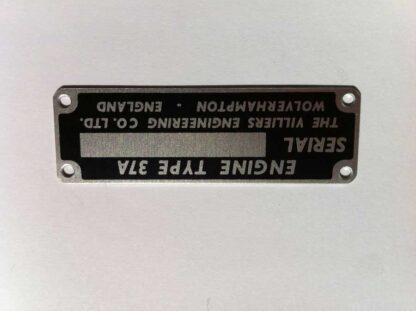 ENGINE TYPE 37A
SERIAL
THE VILLIERS ENGINEERING CO. LTD.
WOLVERHAMPTON - ENGLAND